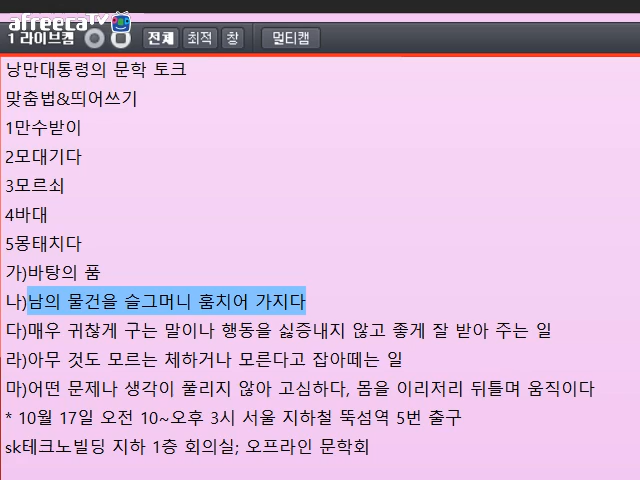 afreecaTV
1 라이브캠 전체 최적 창 멀티캠
낭만대통령의 문학 토크
맞춤법&띄어쓰기
1만수받이
2모대기다
3모르쇠
4바대
5몽태치다
가)바탕의 품
나)남의 물건을 슬그머니 훔치어 가지다
다)매우 귀찮게 구는 말이나 행동을 싫증내지 않고 좋게 잘 받아 주는 일
라)아무 것도 모르는 체하거나 모른다고 잡아떼는 일
마)어떤 문제나 생각이 풀리지 않아 고심하다, 몸을 이리저리 뒤틀며 움직이다
* 10월 17일 오전 10~오후 3시 서울 지하철 뚝섬역 5번 출구
sk테크노빌딩 지하 1층 회의실; 오프라인 문학회